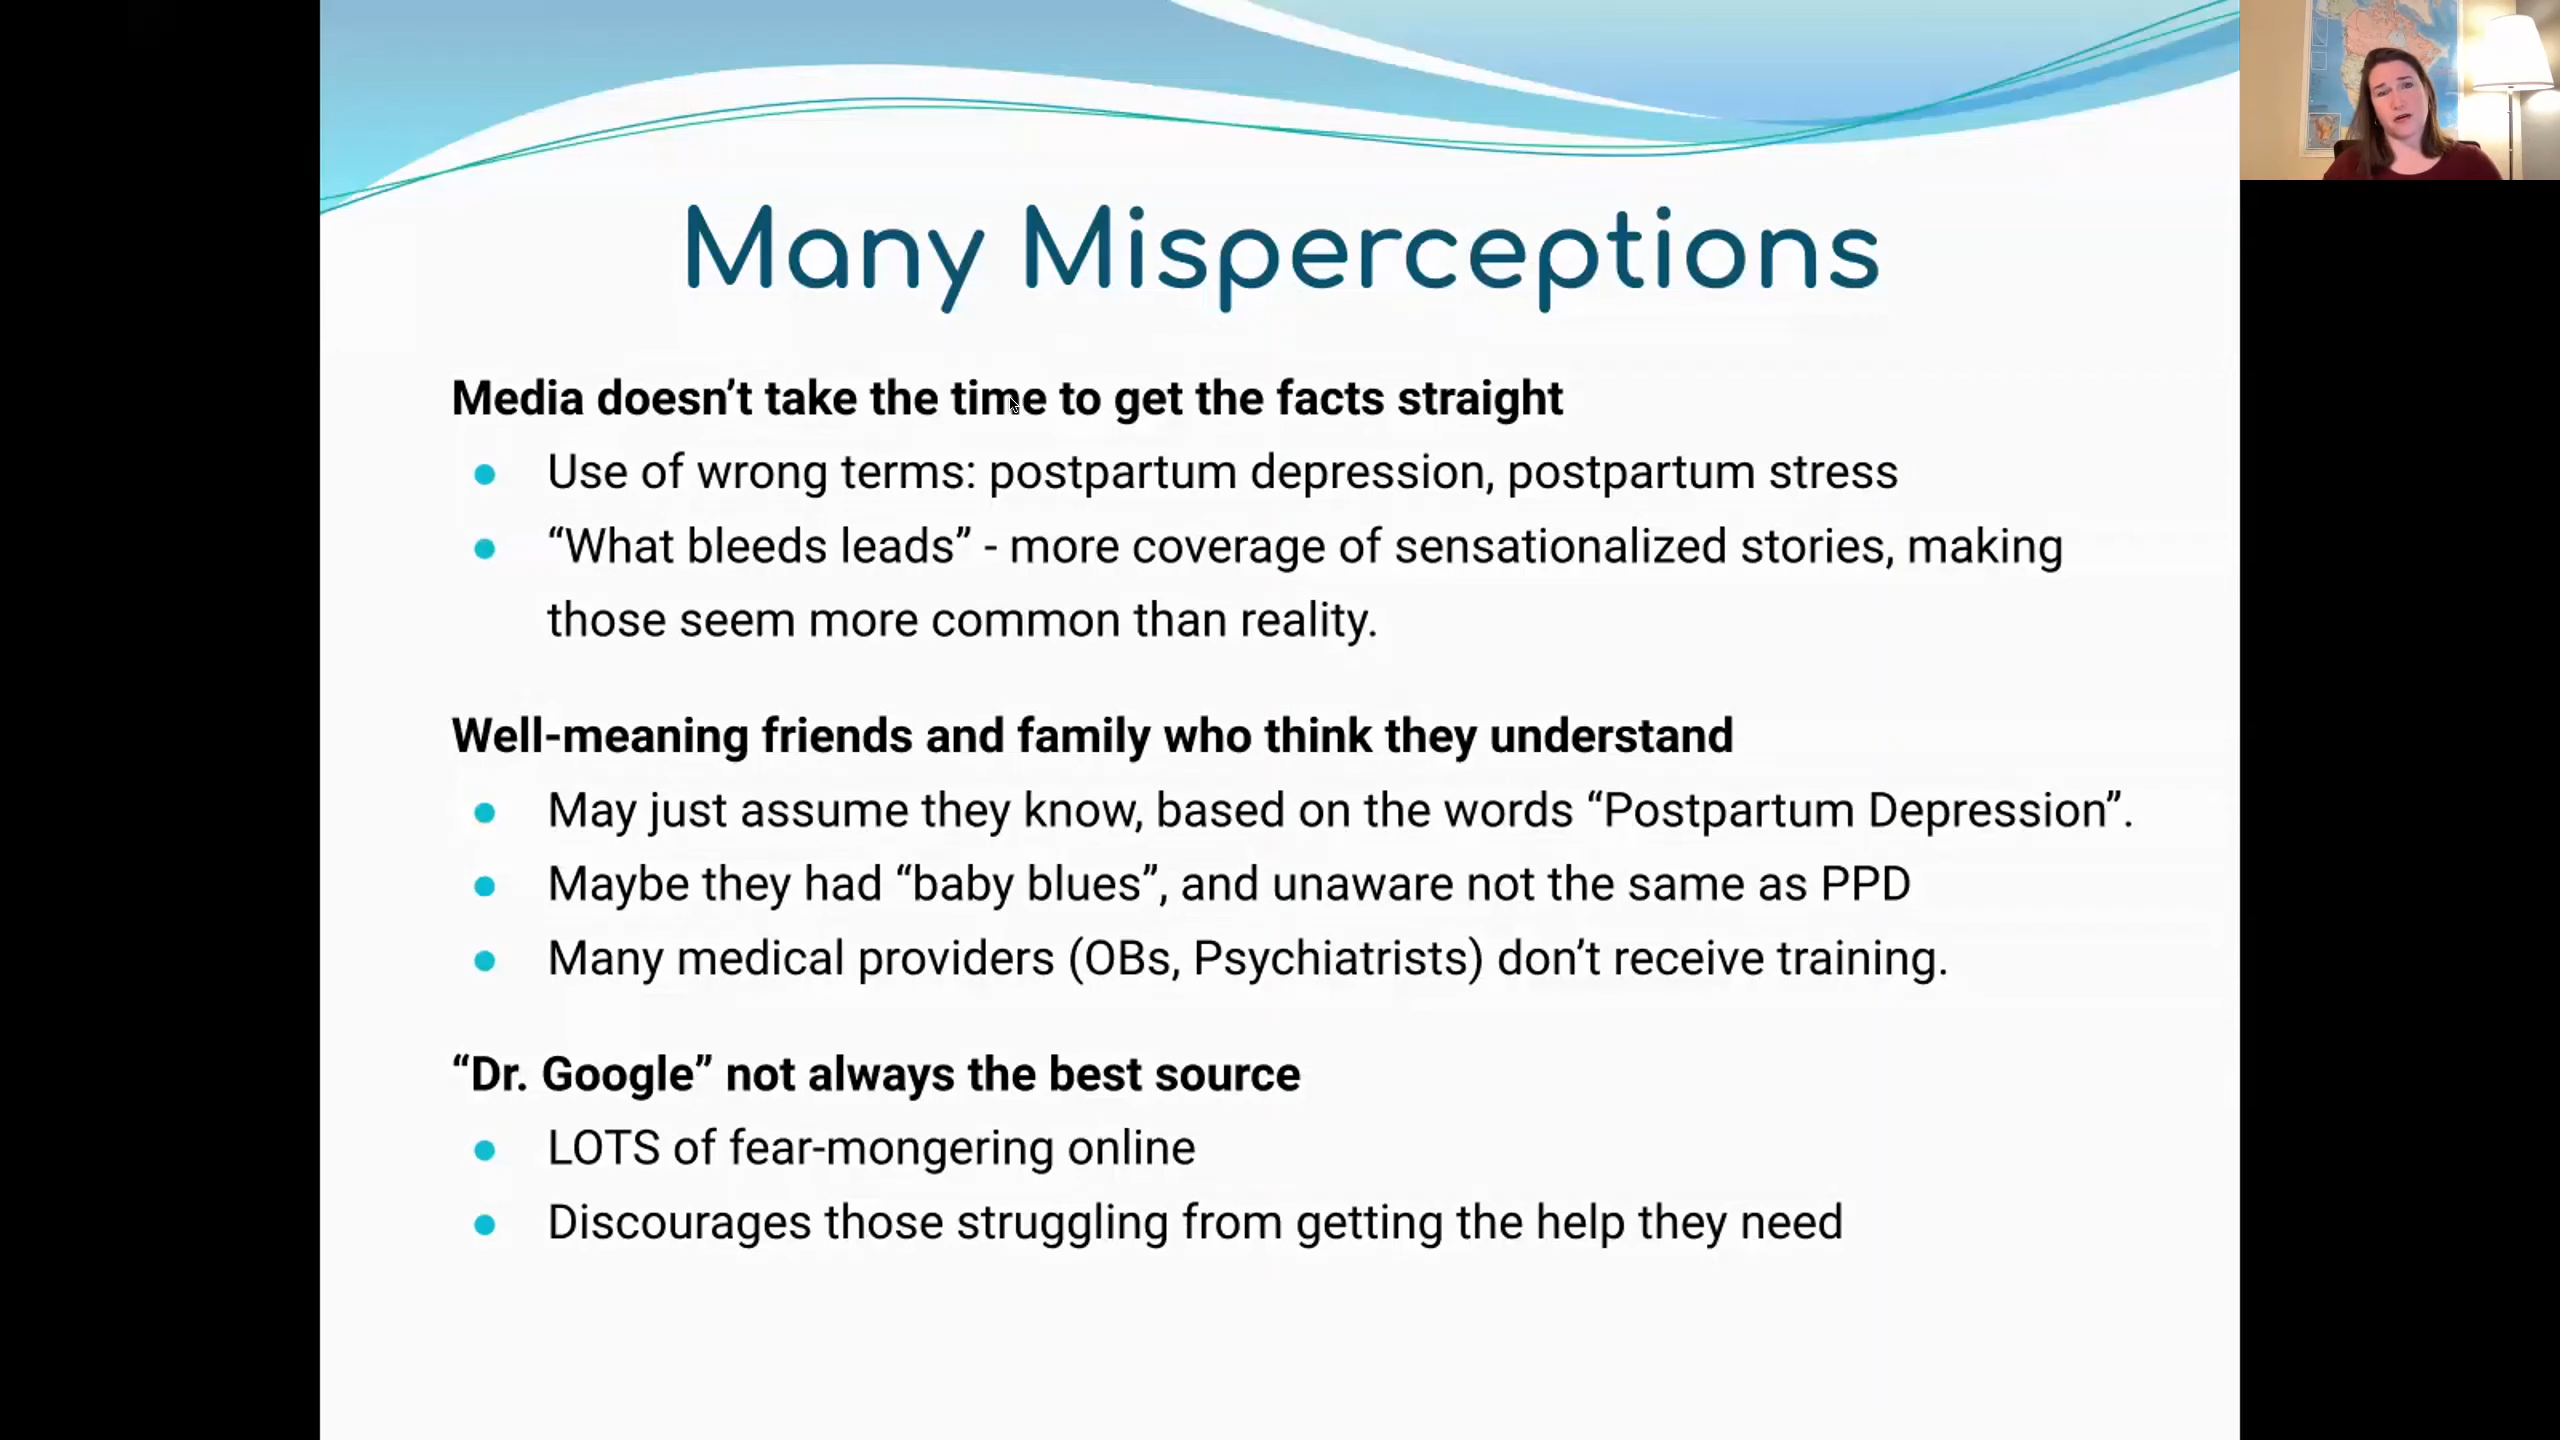 Many Misperceptions
Media doesn’t take the time to get the facts straight
Use of wrong terms: postpartum depression, postpartum stress
“What bleeds leads” - more coverage of sensationalized stories, making
those seem more common than reality.
Well-meaning friends and family who think they understand
May just assume they know, based on the words “Postpartum Depression”.
Maybe they had “baby blues”, and unaware not the same as PPD
Many medical providers (OBs, Psychiatrists) don’t receive training.
“Dr. Google” not always the best source
LOTS of fear-mongering online
Discourages those struggling from getting the help they need